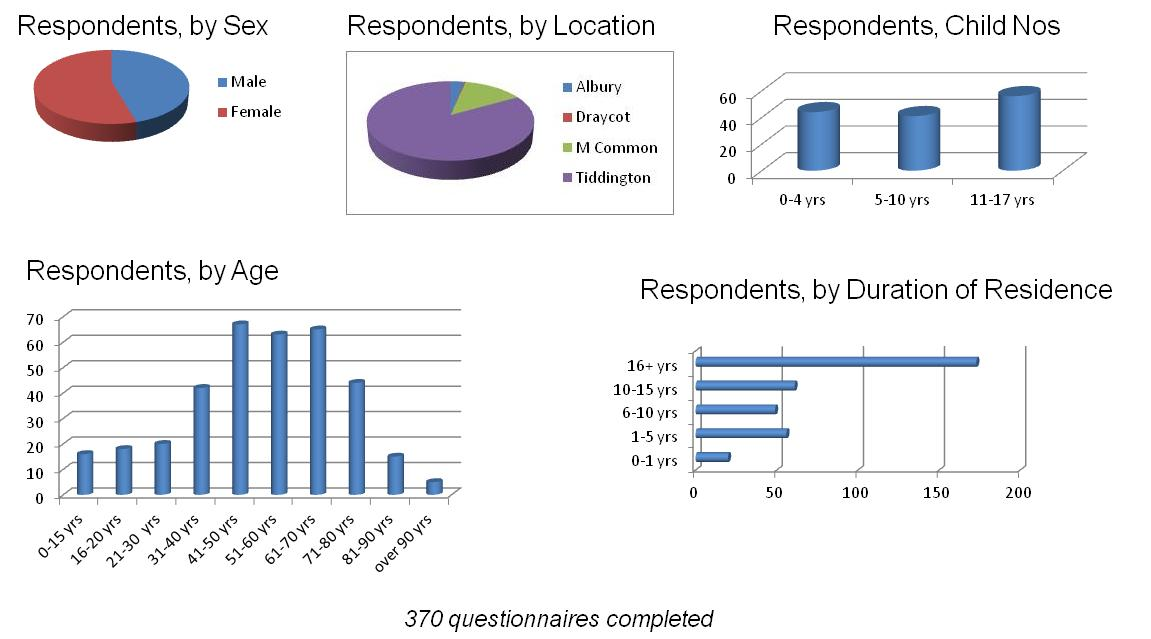 Respondents, by Sex
Male
Female
Respondents, by Location
Albury
Draycot
M Common
Tiddington
Respondents, Child Nos
60
40
20
0
0-4 yrs
5-10 yrs
11-17 yrs
Respondents, by Age
70
60
50
40
30
20
10
0
0-15 yrs
16-20 yrs
21-30 yrs
31-40 yrs
41-50 yrs
51-60 yrs
61-70 yrs
71-80 yrs
81-90 yrs
over 90 yrs
Respondents, by Duration of Residence
16+ yrs
10-15 yrs
6-10 yrs
1-5 yrs
0-1 yrs
0 50 100 150 200
370 questionnaires completed